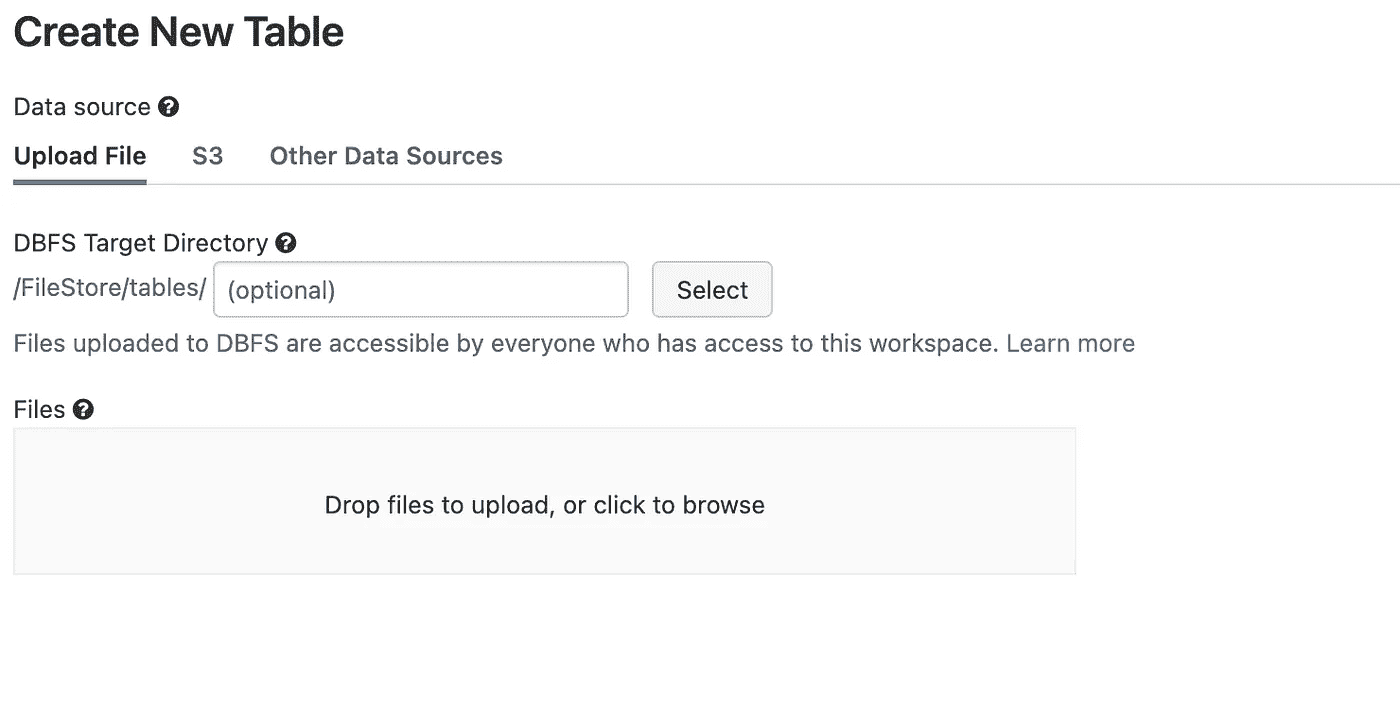 Create New Table
Data source ?
Upload File S3 Other Data Sources
DBFS Target Directory ?
/FileStore/tables/ (optional) Select
Files uploaded to DBFS are accessible by everyone who has access to this workspace. Learn more
Files ?
Drop files to upload, or click to browse